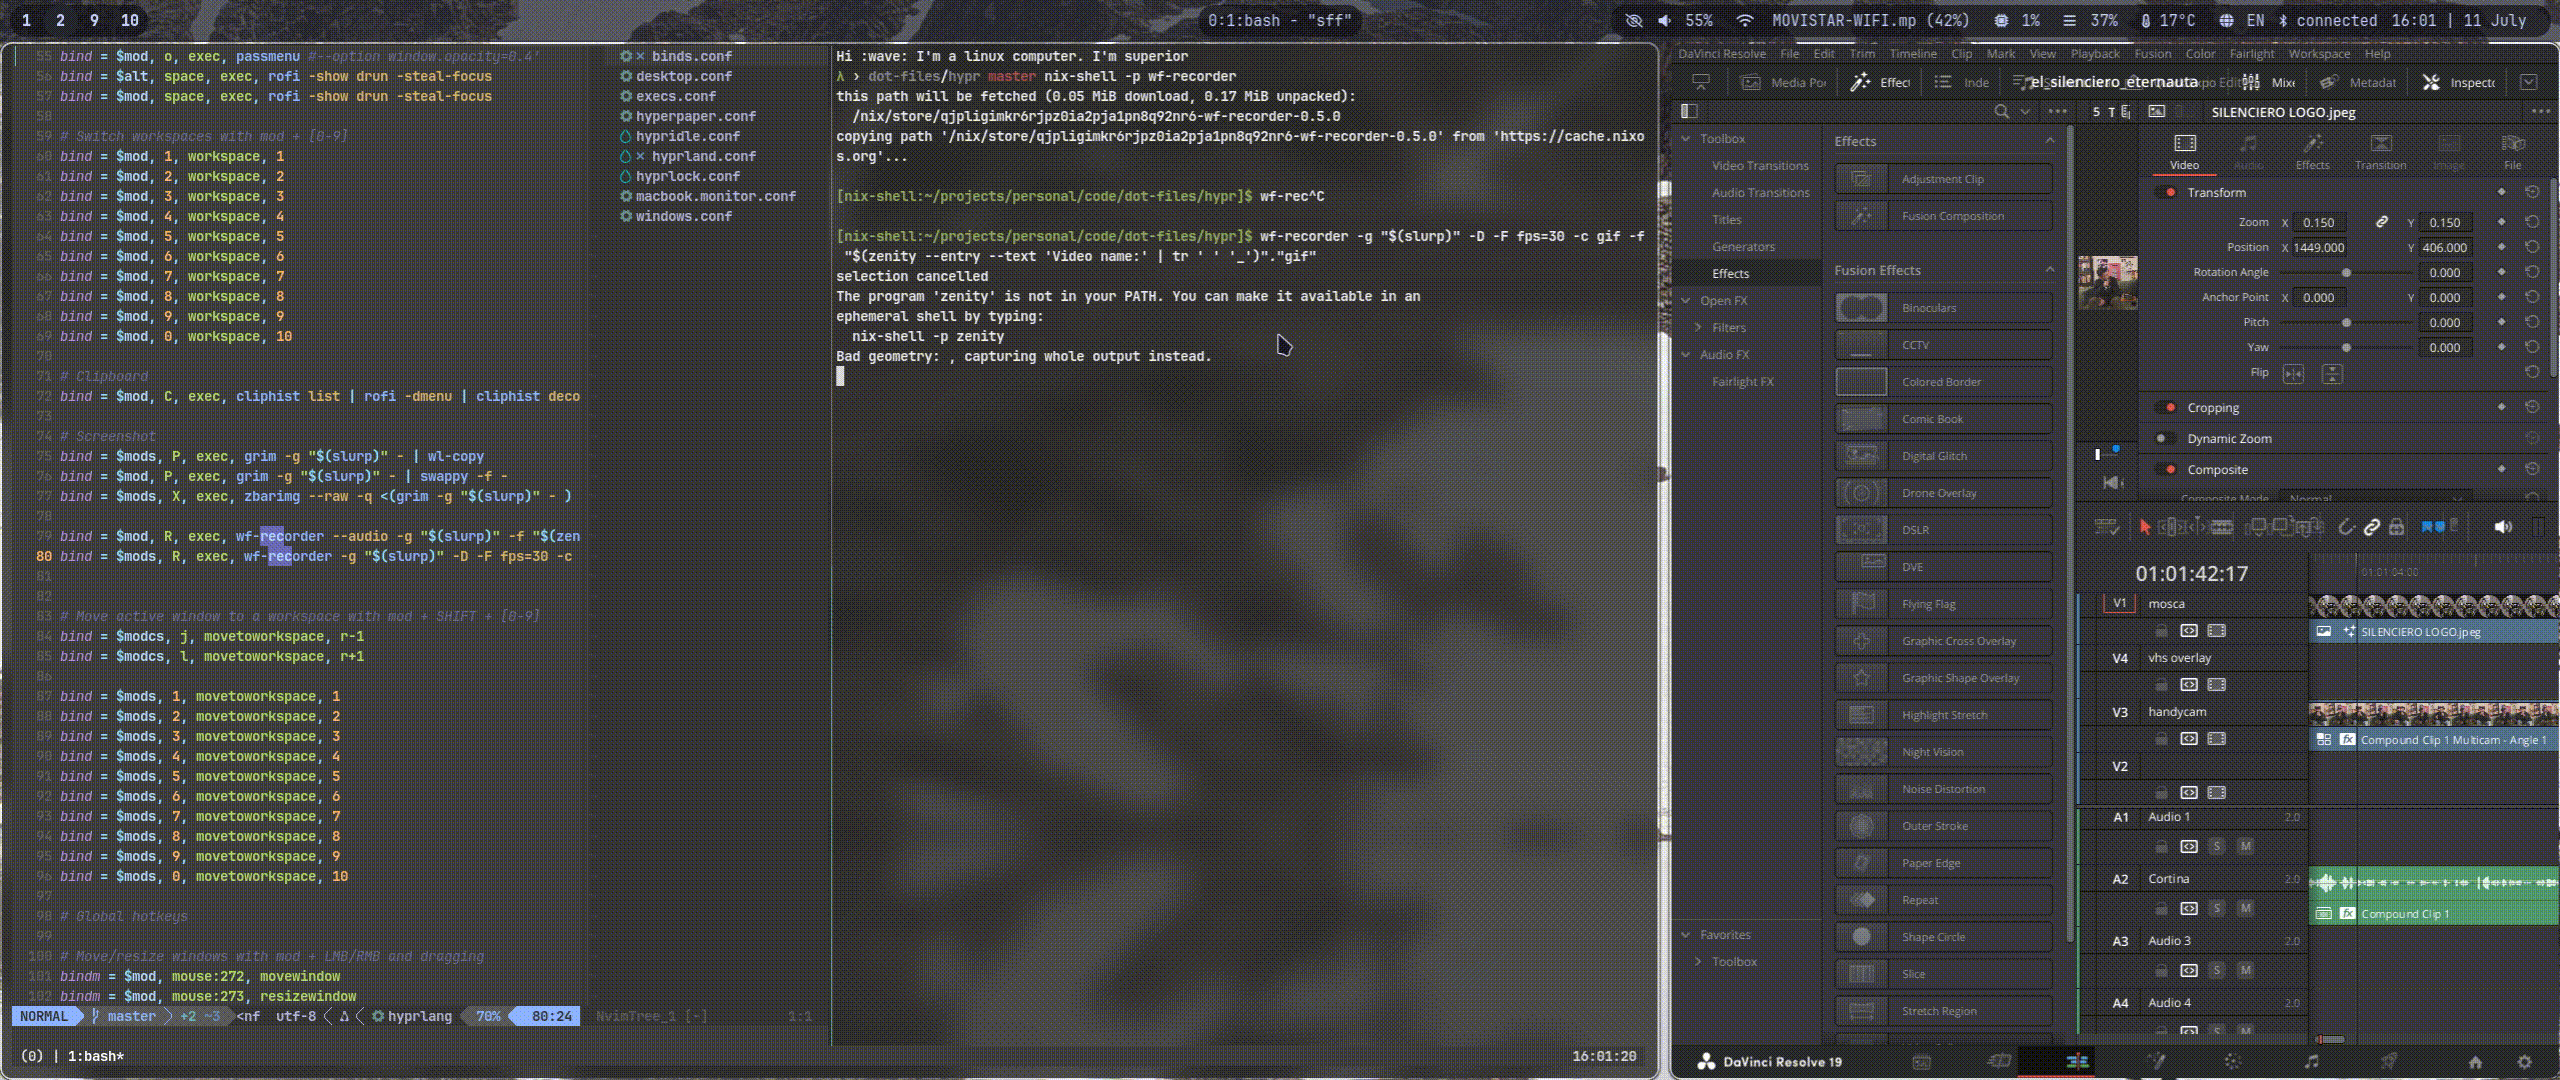 1 2 9 10
0:1:bash - "sff"
55% MOVISTAR-WIFI.mp (42%) 1% 37% 17°C EN connected 16:01 | 11 July
55 bind = $mod, o, exec, passmenu #--option window.opacity=0.4'
56 bind = $alt, space, exec, rofi -show drun -steal-focus
57 bind = $mod, space, exec, rofi -show drun -steal-focus
58
59 # Switch workspaces with mod + [0-9]
60 bind = $mod, 1, workspace, 1
61 bind = $mod, 2, workspace, 2
62 bind = $mod, 3, workspace, 3
63 bind = $mod, 4, workspace, 4
64 bind = $mod, 5, workspace, 5
65 bind = $mod, 6, workspace, 6
66 bind = $mod, 7, workspace, 7
67 bind = $mod, 8, workspace, 8
68 bind = $mod, 9, workspace, 9
69 bind = $mod, 0, workspace, 10
70
71 # Clipboard
72 bind = $mod, C, exec, cliphist list | rofi -dmenu | cliphist deco
73
74 # Screenshot
75 bind = $mods, P, exec, grim -g "$(slurp)" - | wl-copy
76 bind = $mod, P, exec, grim -g "$(slurp)" - | swappy -f -
77 bind = $mods, X, exec, zbarimg --raw -q <(grim -g "$(slurp)" - )
78
79 bind = $mod, R, exec, wf-recorder --audio -g "$(slurp)" -f "$(zen
80 bind = $mods, R, exec, wf-recorder -g "$(slurp)" -D -F fps=30 -c
81
82
83 # Move active window to a workspace with mod + SHIFT + [0-9]
84 bind = $modcs, j, movetoworkspace, r-1
85 bind = $modcs, l, movetoworkspace, r+1
86
87 bind = $mods, 1, movetoworkspace, 1
88 bind = $mods, 2, movetoworkspace, 2
89 bind = $mods, 3, movetoworkspace, 3
90 bind = $mods, 4, movetoworkspace, 4
91 bind = $mods, 5, movetoworkspace, 5
92 bind = $mods, 6, movetoworkspace, 6
93 bind = $mods, 7, movetoworkspace, 7
94 bind = $mods, 8, movetoworkspace, 8
95 bind = $mods, 9, movetoworkspace, 9
96 bind = $mods, 0, movetoworkspace, 10
97
98 # Global hotkeys
99
100 # Move/resize windows with mod + LMB/RMB and dragging
101 bindm = $mod, mouse:272, movewindow
102 bindm = $mod, mouse:273, resizewindow
NORMAL master +2 ~3 <nf utf-8 hyprlang 70% 80:24
binds.conf
desktop.conf
execs.conf
hyperpaper.conf
hypridle.conf
hyprland.conf
hyprlock.conf
macbook.monitor.conf
windows.conf
NvimTree_1 [-] 1:1
Hi :wave: I'm a linux computer. I'm superior
λ › dot-files/hypr master nix-shell -p wf-recorder
this path will be fetched (0.05 MiB download, 0.17 MiB unpacked):
/nix/store/qjpligimkr6rjpz0ia2pja1pn8q92nr6-wf-recorder-0.5.0
copying path '/nix/store/qjpligimkr6rjpz0ia2pja1pn8q92nr6-wf-recorder-0.5.0' from 'https://cache.nixo
s.org'...
[nix-shell:~/projects/personal/code/dot-files/hypr]$ wf-rec^C
[nix-shell:~/projects/personal/code/dot-files/hypr]$ wf-recorder -g "$(slurp)" -D -F fps=30 -c gif -f
"$(zenity --entry --text 'Video name:' | tr ' ' '_')"."gif"
selection cancelled
The program 'zenity' is not in your PATH. You can make it available in an
ephemeral shell by typing:
nix-shell -p zenity
Bad geometry: , capturing whole output instead.
(0) | 1:bash*
16:01:20
DaVinci Resolve File Edit Trim Timeline Clip Mark View Playback Fusion Color Fairlight Workspace Help
Media Po Effect Inde el_silenciero_eternauta Edit Mixe Metadat Inspecto
5 T E SILENCIERO LOGO.jpeg
Toolbox
Video Transitions
Audio Transitions
Titles
Generators
Effects
Open FX
Filters
Audio FX
Fairlight FX
Favorites
Toolbox
Effects
Adjustment Clip
Fusion Composition
Fusion Effects
Binoculars
CCTV
Colored Border
Comic Book
Digital Glitch
Drone Overlay
DSLR
DVE
Flying Flag
Graphic Cross Overlay
Graphic Shape Overlay
Highlight Stretch
Night Vision
Noise Distortion
Outer Stroke
Paper Edge
Repeat
Shape Circle
Slice
Stretch Region
Video Audio Effects Transition Image File
Transform
Zoom X 0.150 Y 0.150
Position X 1449.000 Y 406.000
Rotation Angle 0.000
Anchor Point X 0.000 Y 0.000
Pitch 0.000
Yaw 0.000
Flip
Cropping
Dynamic Zoom
Composite
Composite Mode Normal
01:01:42:17
01:01:04:00
V1 mosca
SILENCIERO LOGO.jpeg
V4 vhs overlay
V3 handycam
Compound Clip 1 Multicam - Angle 1
V2
A1 Audio 1 2.0
S M
A2 Cortina 2.0
S M
Compound Clip 1
A3 Audio 3 2.0
S M
A4 Audio 4 2.0
S M
DaVinci Resolve 19